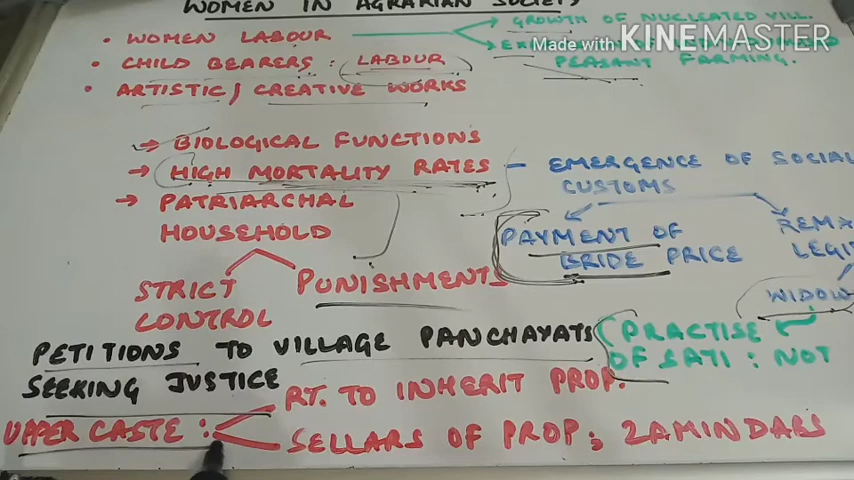 WOMEN IN AGRARIAN SOCIETY
• WOMEN LABOUR → GROWTH OF NUCLEATED VILL.
Made with KINEMASTER
• CHILD BEARERS : LABOUR
PEASANT FARMING.
• ARTISTIC, CREATIVE WORKS
→ BIOLOGICAL FUNCTIONS
→ HIGH MORTALITY RATES – EMERGENCE OF SOCIAL
CUSTOMS
→ PATRIARCHAL
HOUSEHOLD
PAYMENT OF
BRIDE PRICE
REMA
LEGIT
STRICT
CONTROL
PUNISHMENTS
WIDOW
PETITIONS TO VILLAGE PANCHAYATS
SEEKING JUSTICE
PRACTISE
OF SATI : NOT
UPPER CASTE :
RT. TO INHERIT PROP.
SELLARS OF PROP; ZAMINDARS